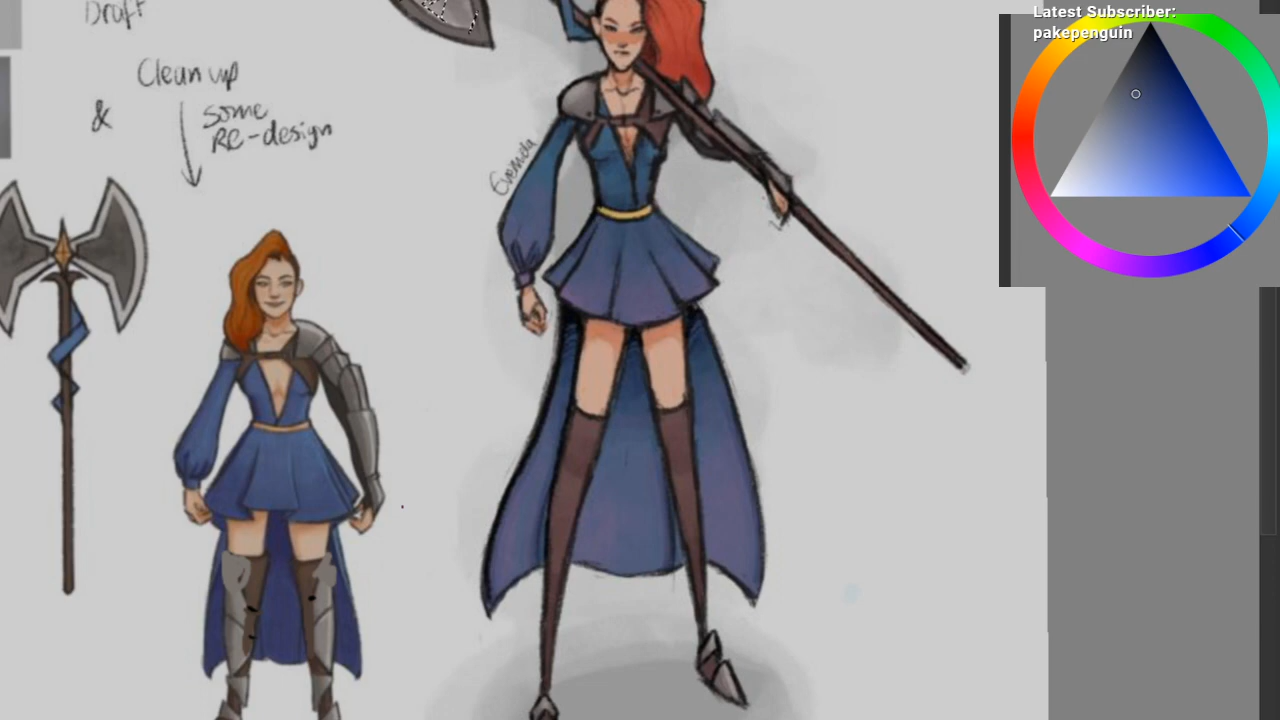 Latest Subscriber:
pakepenguin
Draft
Clean up
& some
Re-design